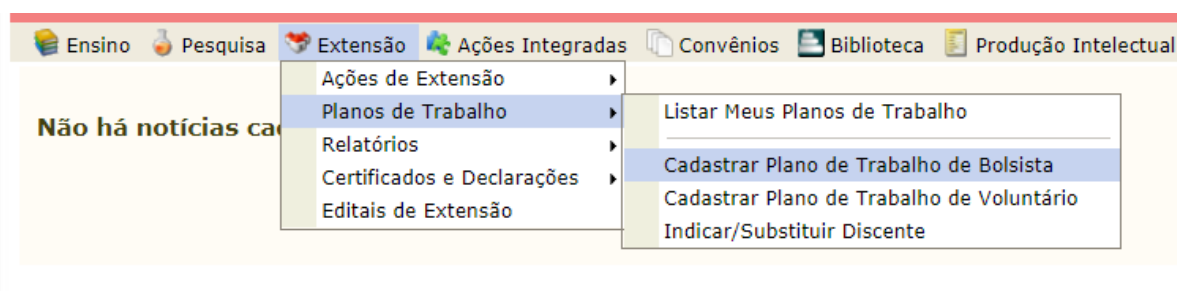 Ensino Pesquisa Extensão Ações Integradas Convênios Biblioteca Produção Intelectual
Ações de Extensão
Planos de Trabalho
Relatórios
Certificados e Declarações
Editais de Extensão
Listar Meus Planos de Trabalho
Cadastrar Plano de Trabalho de Bolsista
Cadastrar Plano de Trabalho de Voluntário
Indicar/Substituir Discente
Não há notícias